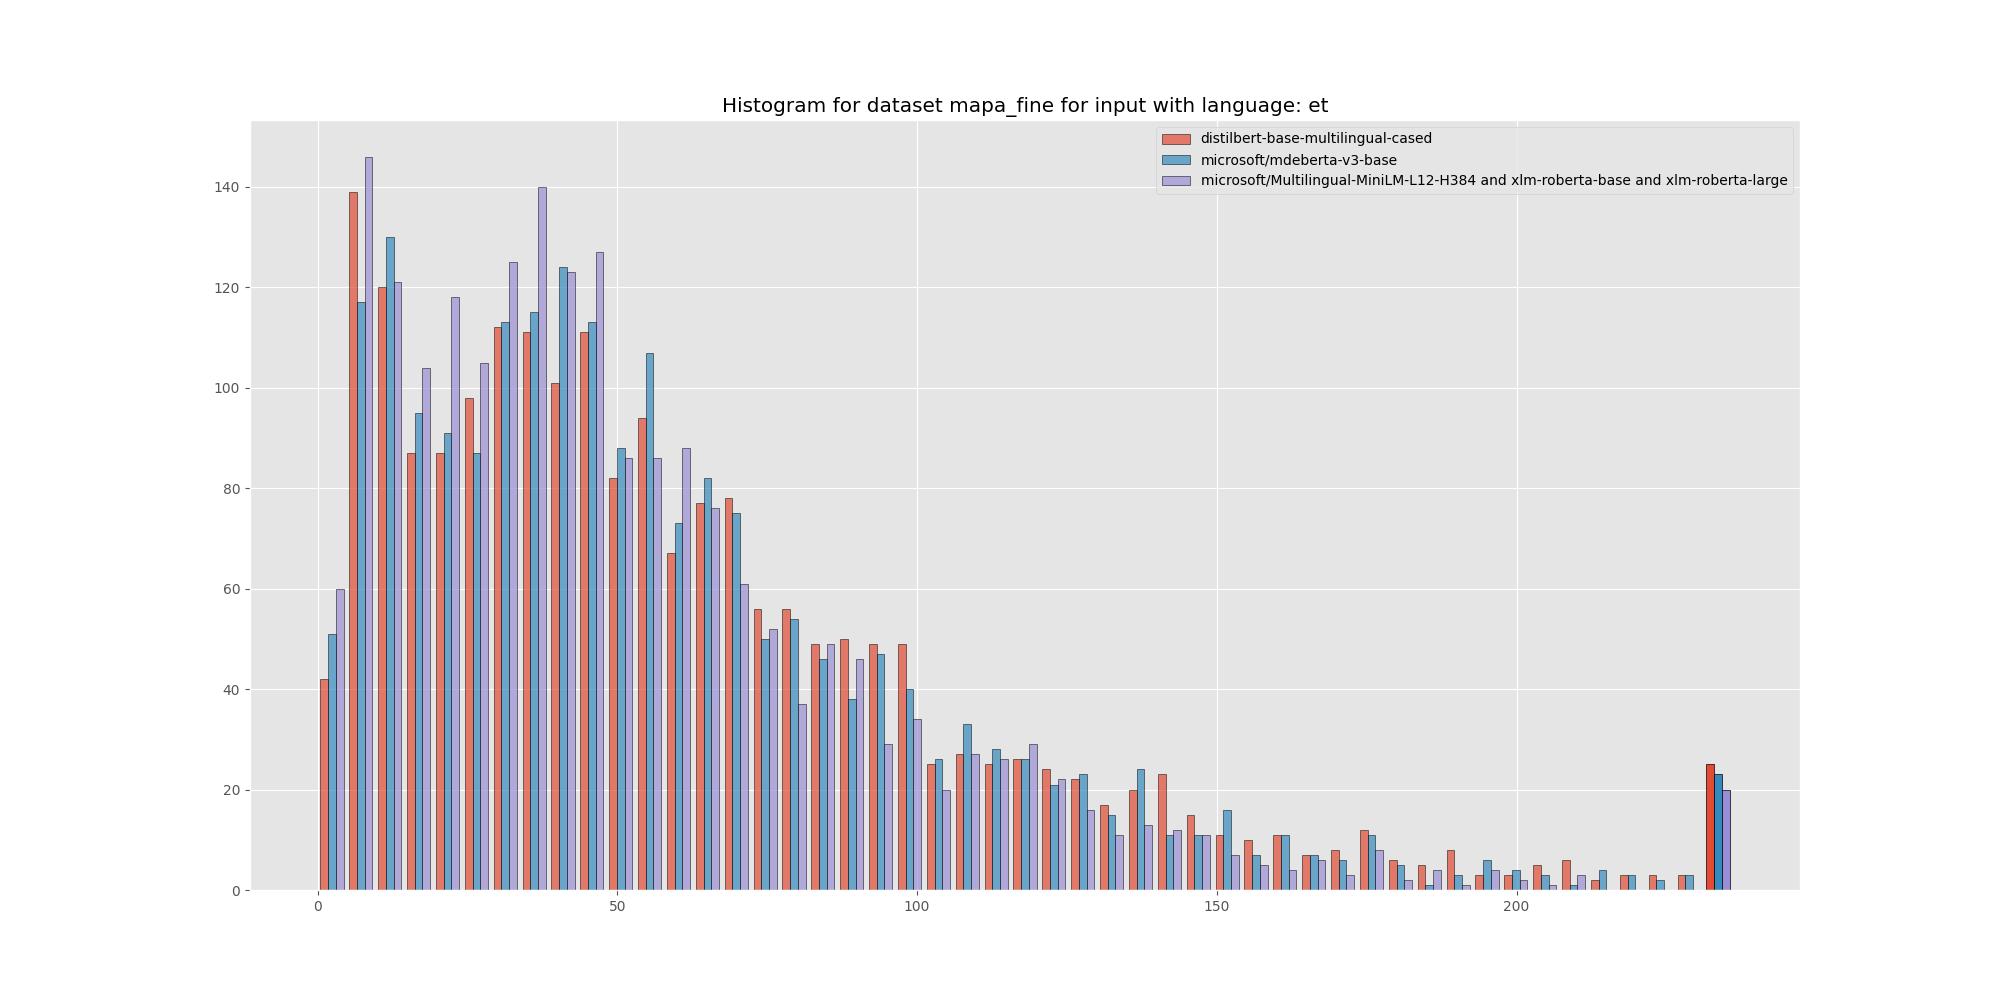 Histogram for dataset mapa_fine for input with language: et
distilbert-base-multilingual-cased
microsoft/mdeberta-v3-base
microsoft/Multilingual-MiniLM-L12-H384 and xlm-roberta-base and xlm-roberta-large
140
120
100
80
60
40
20
0
0 50 100 150 200